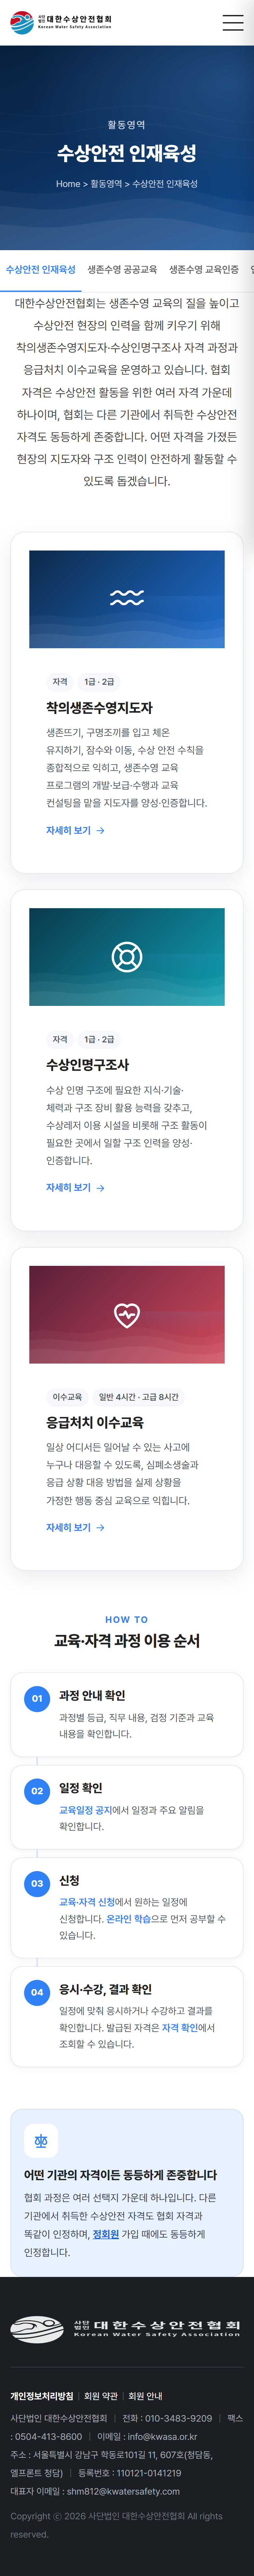 사단법인 대한수상안전협회
Korean Water Safety Association
활동영역
수상안전 인재육성
Home > 활동영역 > 수상안전 인재육성
수상안전 인재육성 생존수영 공공교육 생존수영 교육인증
대한수상안전협회는 생존수영 교육의 질을 높이고
수상안전 현장의 인력을 함께 키우기 위해
착의생존수영지도자·수상인명구조사 자격 과정과
응급처치 이수교육을 운영하고 있습니다. 협회
자격은 수상안전 활동을 위한 여러 자격 가운데
하나이며, 협회는 다른 기관에서 취득한 수상안전
자격도 동등하게 존중합니다. 어떤 자격을 가졌든
현장의 지도자와 구조 인력이 안전하게 활동할 수
있도록 돕겠습니다.
자격 1급 · 2급
착의생존수영지도자
생존뜨기, 구명조끼를 입고 체온
유지하기, 잠수와 이동, 수상 안전 수칙을
종합적으로 익히고, 생존수영 교육
프로그램의 개발·보급·수행과 교육
컨설팅을 맡을 지도자를 양성·인증합니다.
자세히 보기 →
자격 1급 · 2급
수상인명구조사
수상 인명 구조에 필요한 지식·기술·
체력과 구조 장비 활용 능력을 갖추고,
수상레저 이용 시설을 비롯해 구조 활동이
필요한 곳에서 일할 구조 인력을 양성·
인증합니다.
자세히 보기 →
이수교육 일반 4시간 · 고급 8시간
응급처치 이수교육
일상 어디서든 일어날 수 있는 사고에
누구나 대응할 수 있도록, 심폐소생술과
응급 상황 대응 방법을 실제 상황을
가정한 행동 중심 교육으로 익힙니다.
자세히 보기 →
HOW TO
교육·자격 과정 이용 순서
01 과정 안내 확인
과정별 등급, 직무 내용, 검정 기준과 교육
내용을 확인합니다.
02 일정 확인
교육일정 공지에서 일정과 주요 알림을
확인합니다.
03 신청
교육·자격 신청에서 원하는 일정에
신청합니다. 온라인 학습으로 먼저 공부할 수
있습니다.
04 응시·수강, 결과 확인
일정에 맞춰 응시하거나 수강하고 결과를
확인합니다. 발급된 자격은 자격 확인에서
조회할 수 있습니다.
어떤 기관의 자격이든 동등하게 존중합니다
협회 과정은 여러 선택지 가운데 하나입니다. 다른
기관에서 취득한 수상안전 자격도 협회 자격과
똑같이 인정하며, 정회원 가입 때에도 동등하게
인정합니다.
사단법인 대한수상안전협회
Korean Water Safety Association
개인정보처리방침 | 회원 약관 | 회원 안내
사단법인 대한수상안전협회 | 전화 : 010-3483-9209 | 팩스
: 0504-413-8600 | 이메일 : info@kwasa.or.kr
주소 : 서울특별시 강남구 학동로101길 11, 607호(청담동,
엘프론트 청담) | 등록번호 : 110121-0141219
대표자 이메일 : shm812@kwatersafety.com
Copyright ⓒ 2026 사단법인 대한수상안전협회 All rights
reserved.